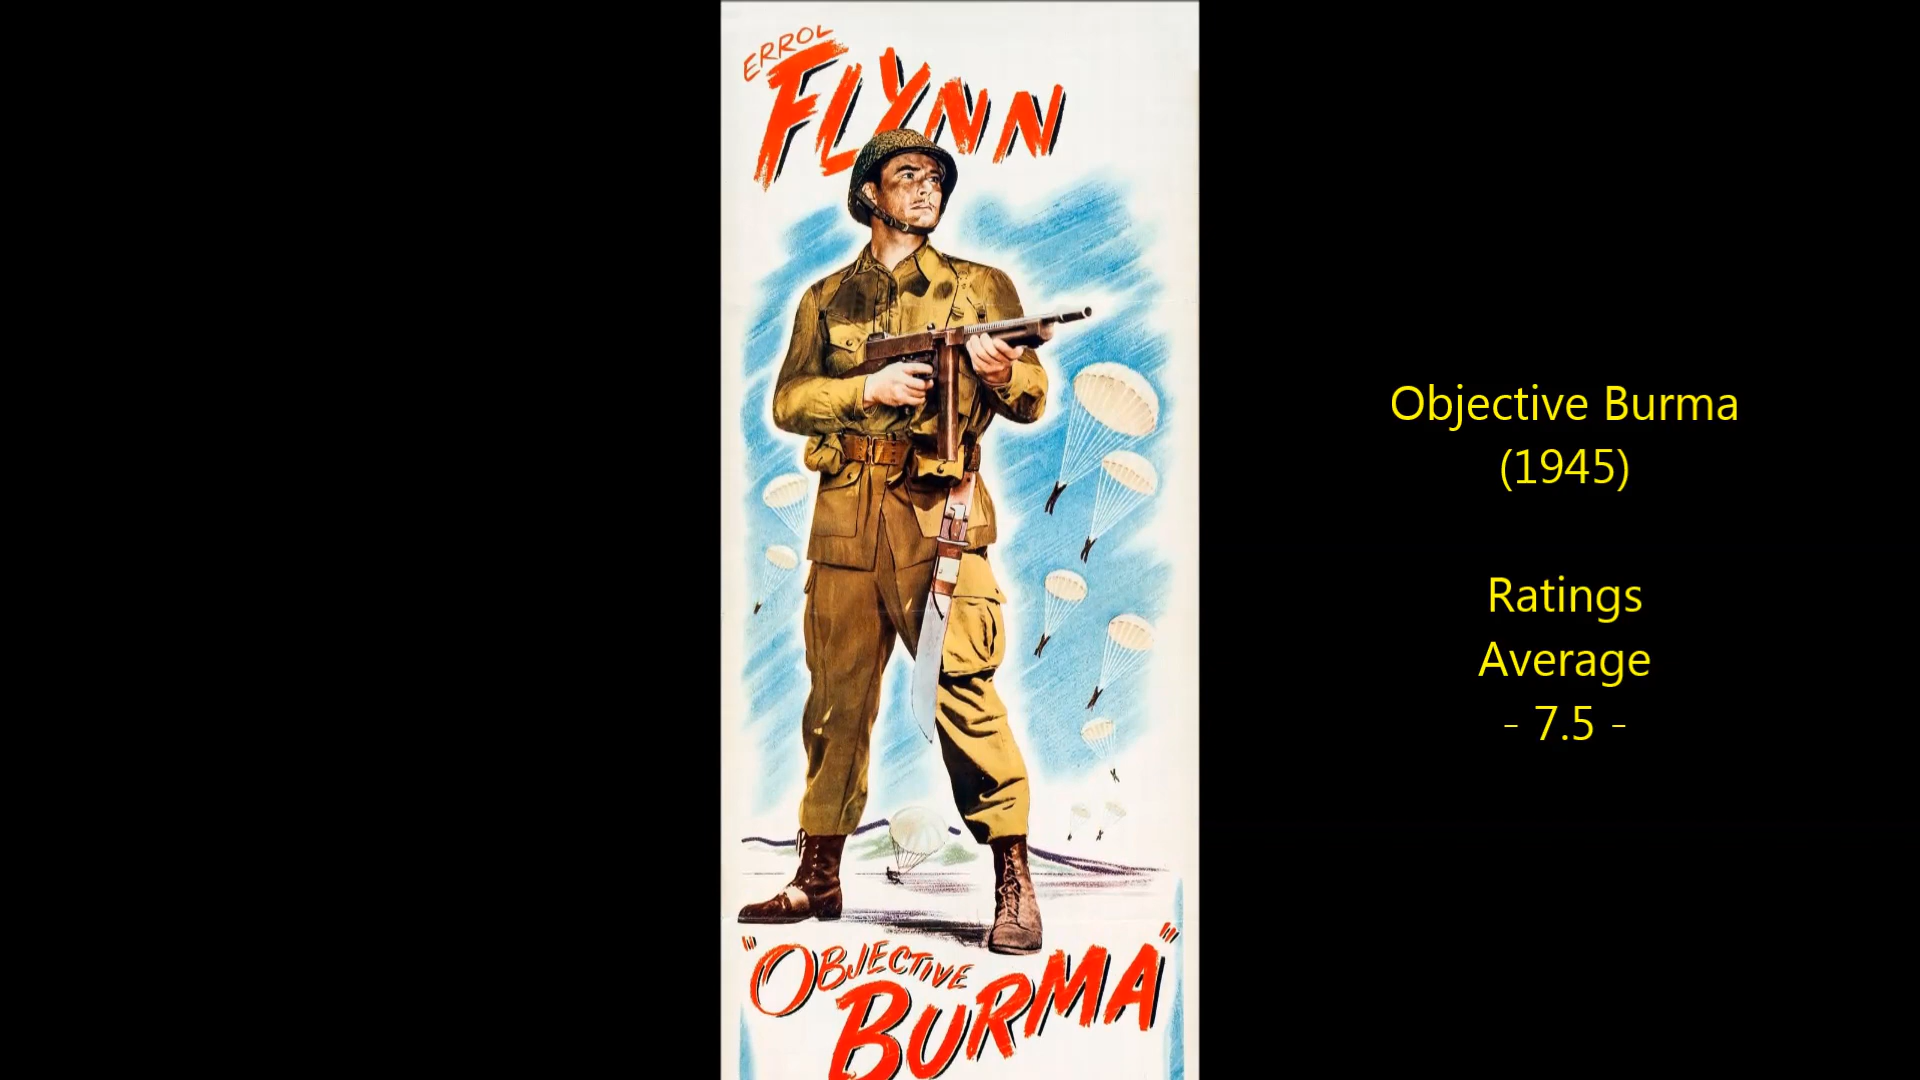 ERROL
FLYNN
"OBJECTIVE
BURMA"
Objective Burma
(1945)
Ratings
Average
- 7.5 -